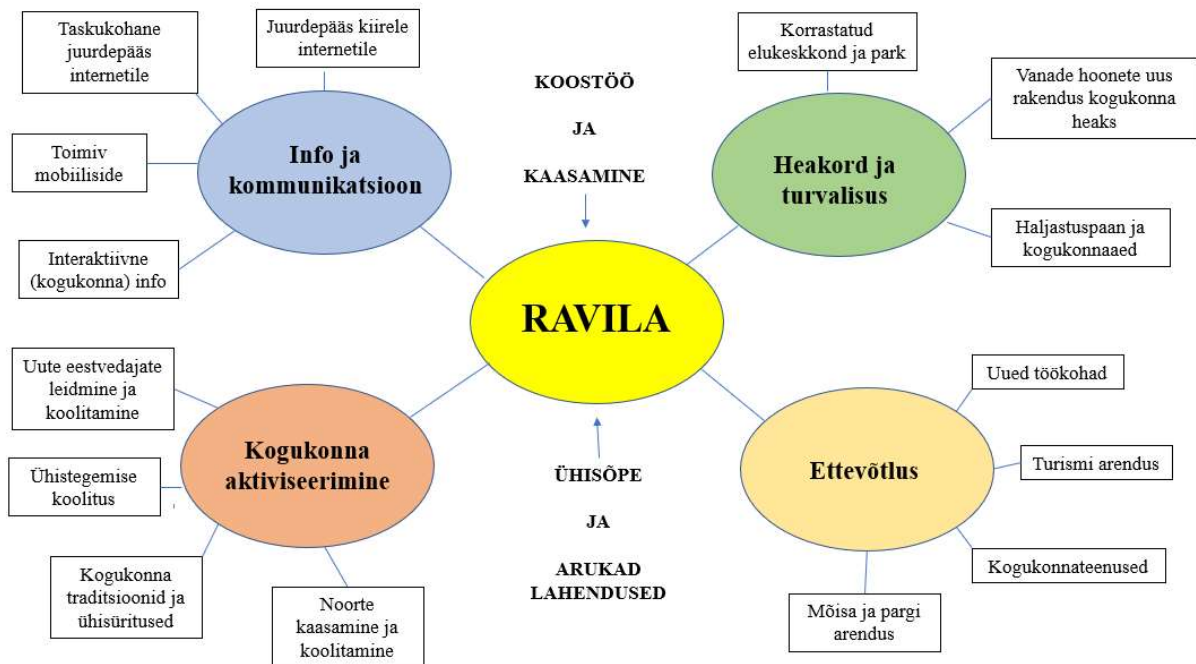 Taskukohane
juurdepääs
internetile
Juurdepääs kiirele
internetile
Toimiv
mobiiliside
Interaktiivne
(kogukonna) info
Info ja
kommunikatsioon
KOOSTÖÖ
JA
KAASAMINE
Korrastatud
elukeskkond ja park
Vanade hoonete uus
rakendus kogukonna
heaks
Heakord ja
turvalisus
Haljastuspaan ja
kogukonnaaed
RAVILA
Uute eestvedajate
leidmine ja
koolitamine
Ühistegemise
koolitus
Kogukonna
traditsioonid ja
ühisüritused
Noorte
kaasamine ja
koolitamine
Kogukonna
aktiviseerimine
ÜHISÕPE
JA
ARUKAD
LAHENDUSED
Ettevõtlus
Uued töökohad
Turismi arendus
Kogukonnateenused
Mõisa ja pargi
arendus